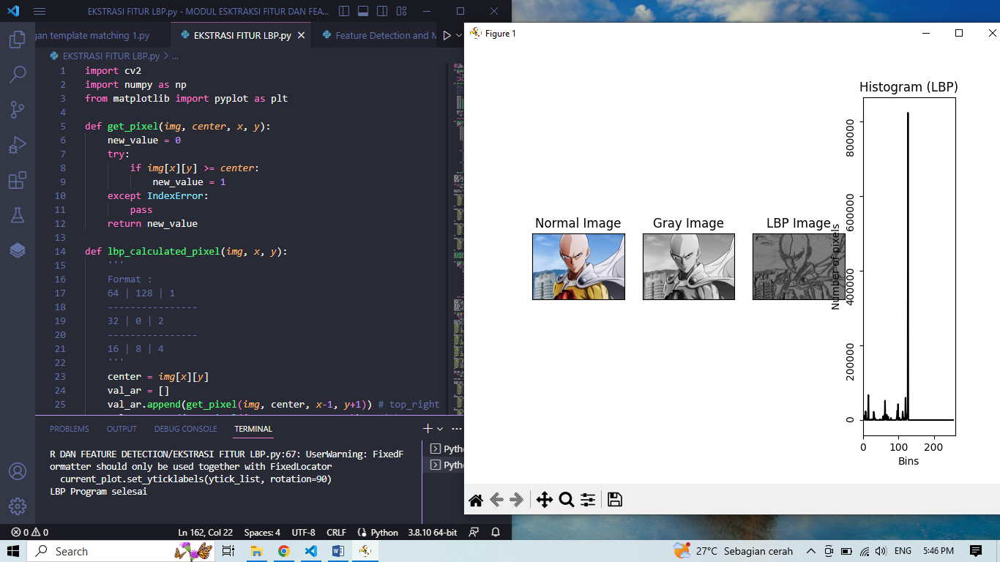 EKSTRASI FITUR LBP.py - MODUL ESKTRAKSI FITUR DAN FEA...
gan template matching 1.py
EKSTRASI FITUR LBP.py
Feature Detection and M
EKSTRASI FITUR LBP.py > ...
1 import cv2
2 import numpy as np
3 from matplotlib import pyplot as plt
4
5 def get_pixel(img, center, x, y):
6 new_value = 0
7 try:
8 if img[x][y] >= center:
9 new_value = 1
10 except IndexError:
11 pass
12 return new_value
13
14 def lbp_calculated_pixel(img, x, y):
15 '''
16 Format :
17 64 | 128 | 1
18 ----------------
19 32 | 0 | 2
20 ----------------
21 16 | 8 | 4
22 '''
23 center = img[x][y]
24 val_ar = []
25 val_ar.append(get_pixel(img, center, x-1, y+1)) # top_right
PROBLEMS OUTPUT DEBUG CONSOLE TERMINAL
R DAN FEATURE DETECTION/EKSTRASI FITUR LBP.py:67: UserWarning: FixedF
ormatter should only be used together with FixedLocator
current_plot.set_yticklabels(ytick_list, rotation=90)
LBP Program selesai
Pytho
Pytho
0 0 Ln 162, Col 22 Spaces: 4 UTF-8 CRLF Python 3.8.10 64-bit
Figure 1
Histogram (LBP)
Normal Image
Gray Image
LBP Image
Number of pixels
800000
600000
400000
200000
0
0 100 200
Bins
Search
27°C Sebagian cerah ENG 5:46 PM